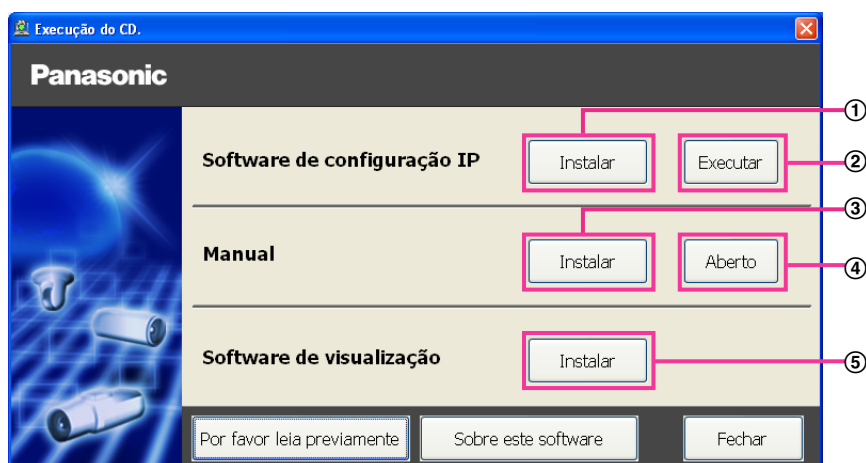 Execução do CD.
Panasonic
①
Software de configuração IP Instalar Executar ②
③
Manual Instalar Aberto ④
Software de visualização Instalar ⑤
Por favor leia previamente Sobre este software Fechar